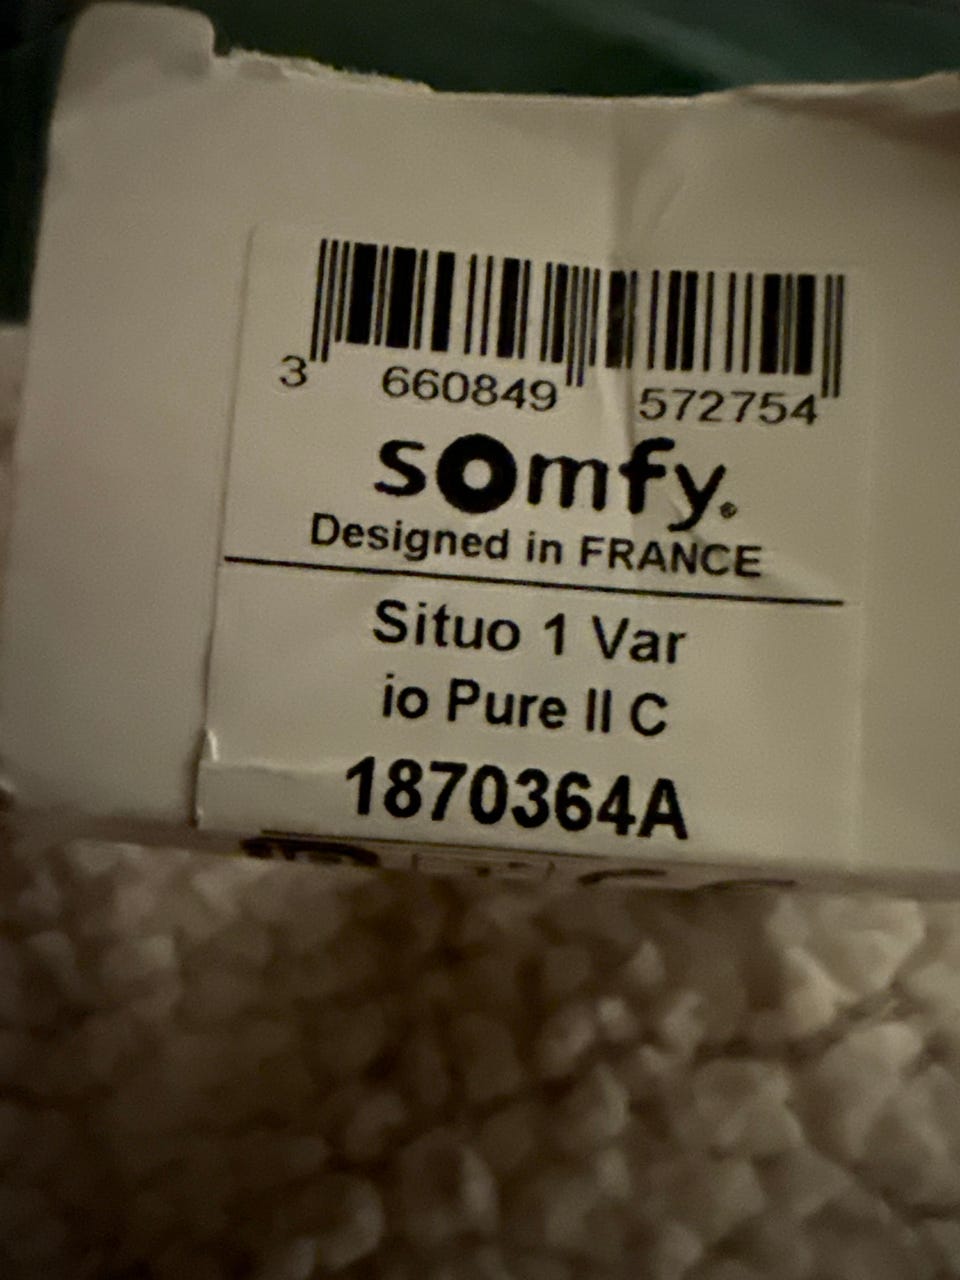 3 660849 572754
somfy®
Designed in FRANCE
Situo 1 Var
io Pure II C
1870364A